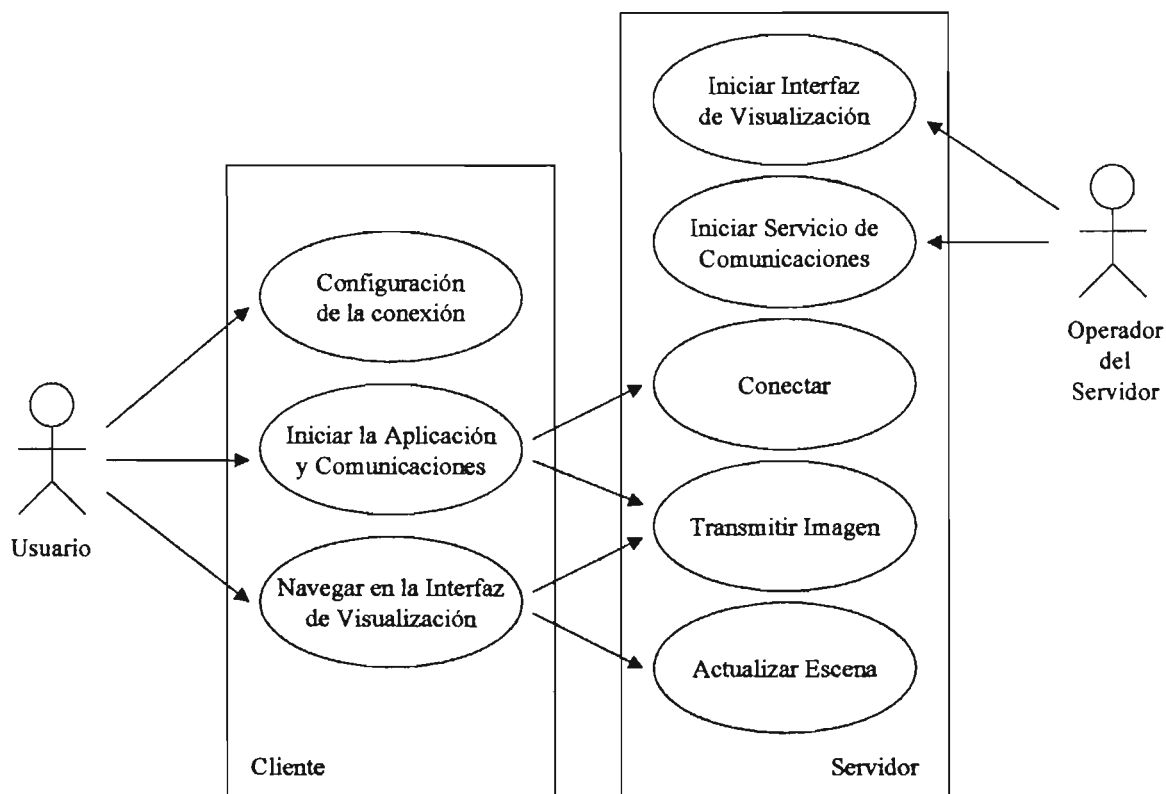 Iniciar Interfaz
de Visualización
Iniciar Servicio de
Comunicaciones
Configuración
de la conexión
Operador
del
Servidor
Conectar
Iniciar la Aplicación
y Comunicaciones
Transmitir Imagen
Usuario
Navegar en la Interfaz
de Visualización
Actualizar Escena
Cliente
Servidor